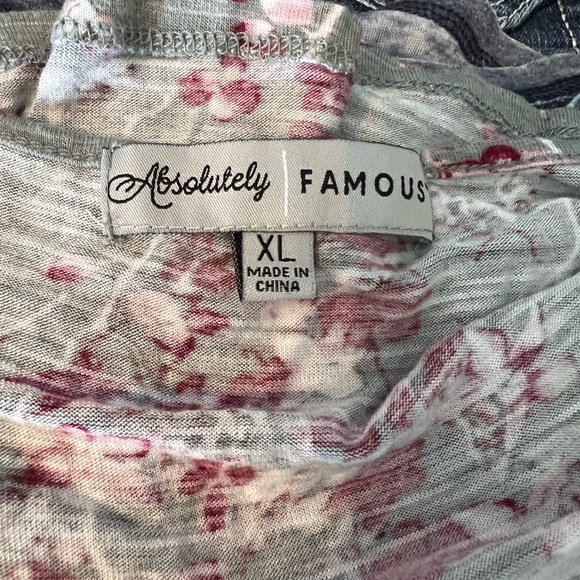 Absolutely | FAMOUS
XL
MADE IN
CHINA